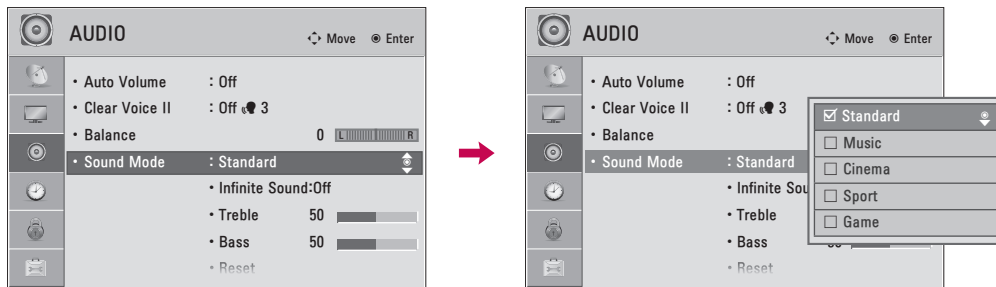 AUDIO
Move Enter
• Auto Volume : Off
• Clear Voice II : Off 3
• Balance 0 L R
• Sound Mode : Standard
• Infinite Sound:Off
• Treble 50
• Bass 50
• Reset
AUDIO
Move Enter
• Auto Volume : Off
• Clear Voice II : Off 3
• Balance
• Sound Mode : Standard
• Infinite Sou
• Treble
• Bass
• Reset
Standard
Music
Cinema
Sport
Game